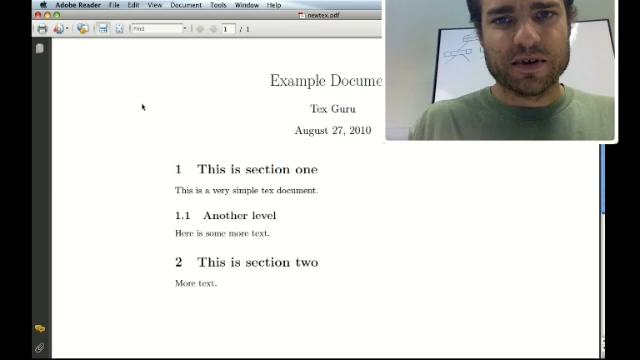 Adobe Reader File Edit View Document Tools Window Help
newtex.pdf
Find 1 / 1
Example Docume
Tex Guru
August 27, 2010
1 This is section one
This is a very simple tex document.
1.1 Another level
Here is some more text.
2 This is section two
More text.